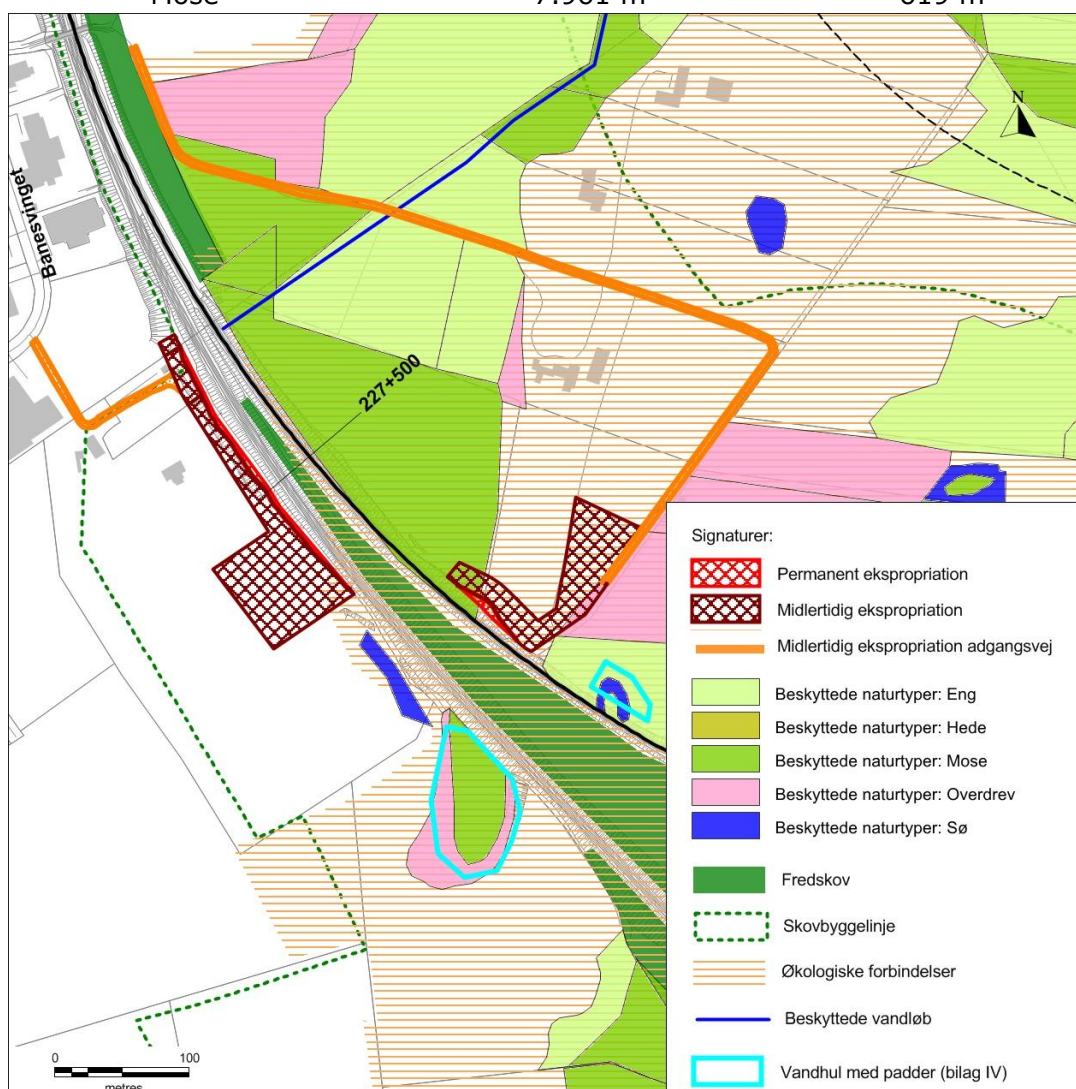 Mose 7.961 m 619 m
N
Banesvinget
227+500
Signaturer:
Permanent ekspropriation
Midlertidig ekspropriation
Midlertidig ekspropriation adgangsvej
Beskyttede naturtyper: Eng
Beskyttede naturtyper: Hede
Beskyttede naturtyper: Mose
Beskyttede naturtyper: Overdrev
Beskyttede naturtyper: Sø
Fredskov
Skovbyggelinje
Økologiske forbindelser
Beskyttede vandløb
Vandhul med padder (bilag IV)
0 100
metres